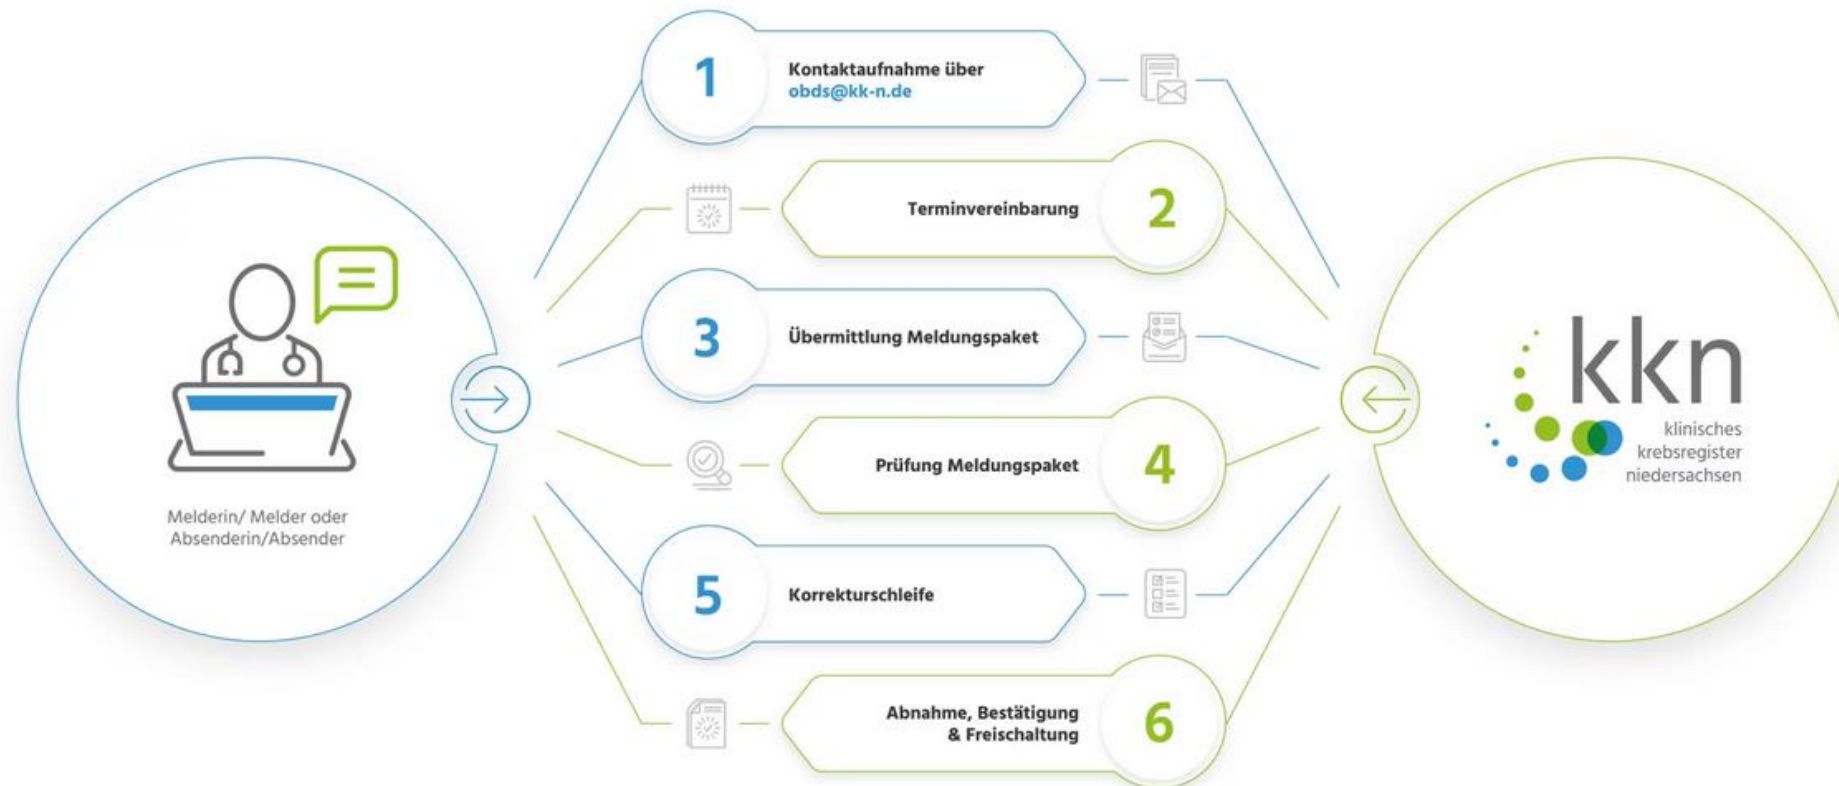 1
Kontaktaufnahme über
obds@kk-n.de
Terminvereinbarung
2
3
Übermittlung Meldungspaket
Prüfung Meldungspaket
4
5
Korrekturschleife
Abnahme, Bestätigung
& Freischaltung
6
Melderin/ Melder oder
Absenderin/Absender
kkn
klinisches
krebsregister
niedersachsen